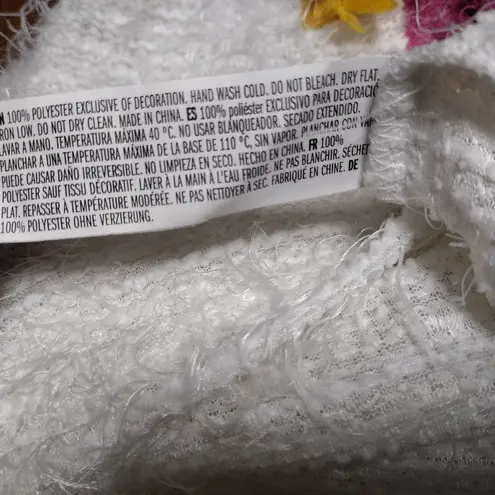 N 100% POLYESTER EXCLUSIVE OF DECORATION. HAND WASH COLD. DO NOT BLEACH. DRY FLAT.
RON LOW. DO NOT DRY CLEAN. MADE IN CHINA. ES 100% poliéster EXCLUSIVO PARA DECORACIÓ
LAVAR A MANO. TEMPERATURA MÁXIMA 40 ºC. NO USAR BLANQUEADOR. SECADO EXTENDIDO.
PLANCHAR A UNA TEMPERATURA MÁXIMA DE LA BASE DE 110 ºC, SIN VAPOR. PLANCHAR CON VA
PUEDE CAUSAR DAÑO IRREVERSIBLE. NO LIMPIEZA EN SECO. HECHO EN CHINA. FR 100%
POLYESTER SAUF TISSU DÉCORATIF. LAVER À LA MAIN À L'EAU FROIDE. NE PAS BLANCHIR. SÉCHER
PLAT. REPASSER À TEMPÉRATURE MODÉRÉE. NE PAS NETTOYER À SEC. FABRIQUÉ EN CHINE. DE
100% POLYESTER OHNE VERZIERUNG.